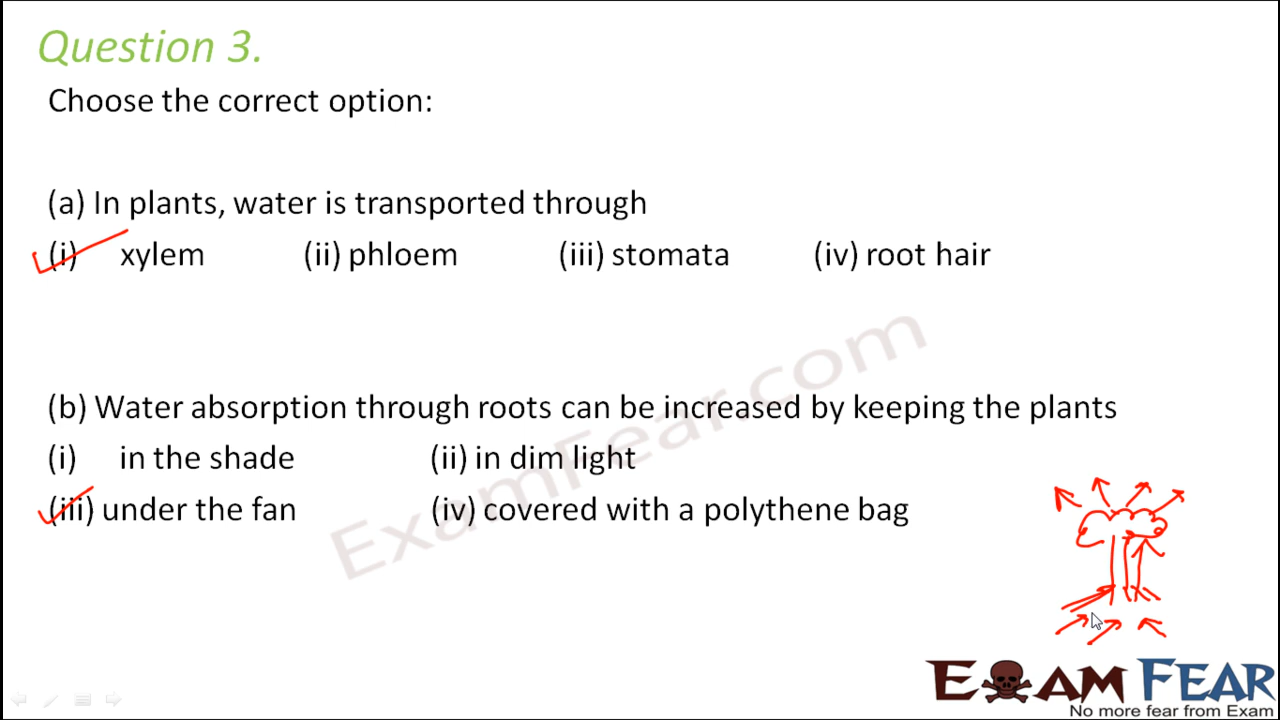 Question 3.
Choose the correct option:
(a) In plants, water is transported through
(i) xylem (ii) phloem (iii) stomata (iv) root hair
(b) Water absorption through roots can be increased by keeping the plants
(i) in the shade (ii) in dim light
(iii) under the fan (iv) covered with a polythene bag
ExamFear.com
EXAM FEAR
No more fear from Exam